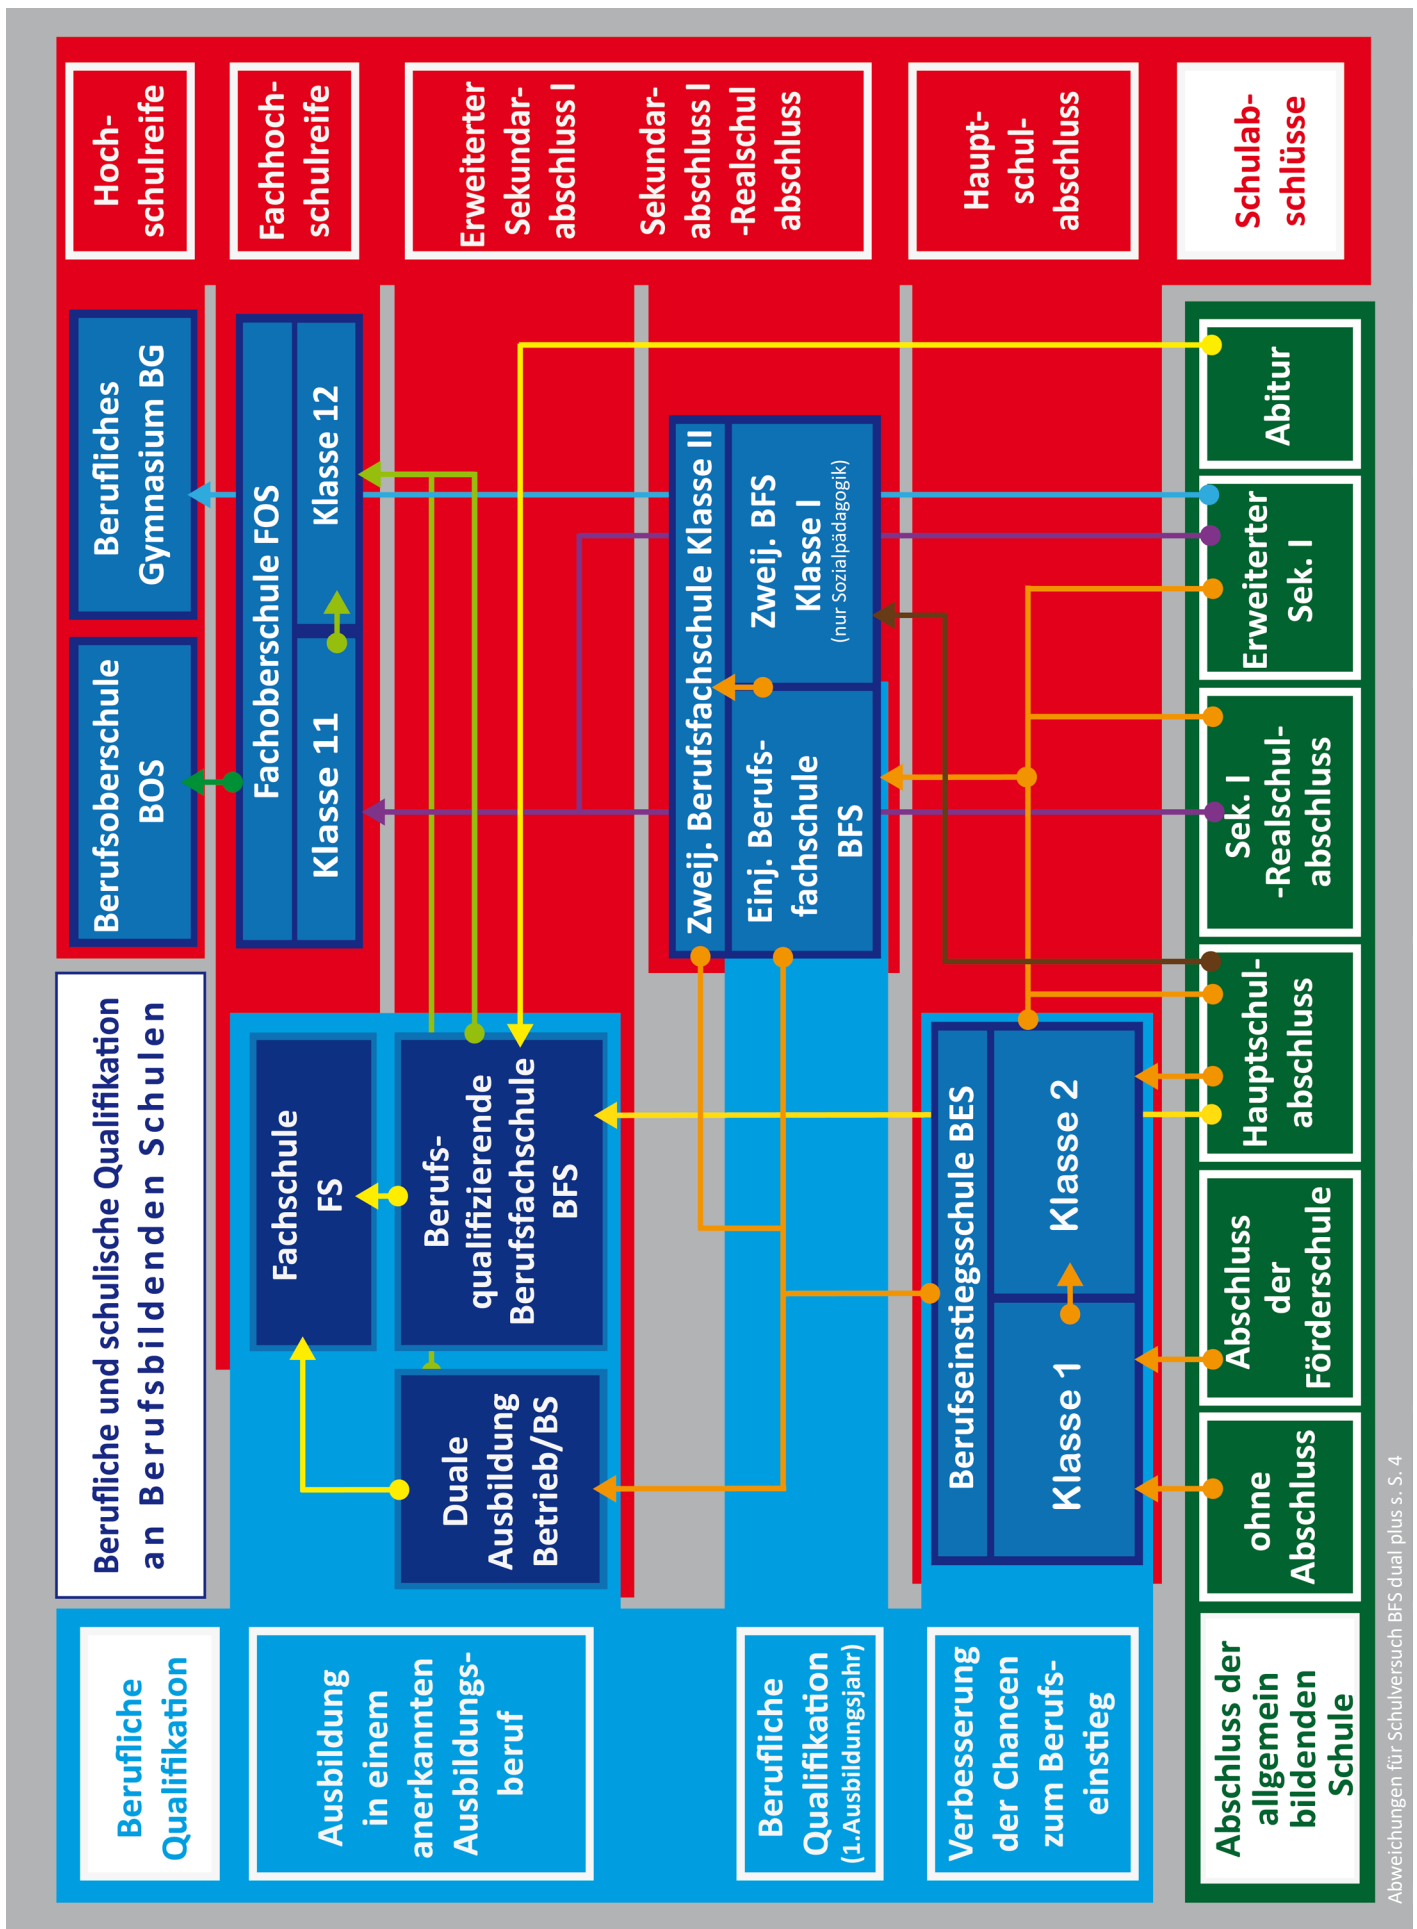 Berufliche
Qualifikation
Berufliche und schulische Qualifikation
an Berufsbildenden Schulen
Berufsoberschule
BOS
Berufliches
Gymnasium BG
Hoch-
schulreife
Ausbildung
in einem
anerkannten
Ausbildungs-
beruf
Fachschule
FS
Fachoberschule FOS
Klasse 11
Klasse 12
Fachhoch-
schulreife
Duale
Ausbildung
Betrieb/BS
Berufs-
qualifizierende
Berufsfachschule
BFS
Erweiterter
Sekundar-
abschluss I
Sekundar-
abschluss I
-Realschul
abschluss
Berufliche
Qualifikation
(1.Ausbildungsjahr)
Zweij. Berufsfachschule Klasse II
Einj. Berufs-
fachschule
BFS
Zweij. BFS
Klasse I
(nur Sozialpädagogik)
Verbesserung
der Chancen
zum Berufs-
einstieg
Berufseinstiegsschule BES
Klasse 1
Klasse 2
Haupt-
schul-
abschluss
Abschluss der
allgemein
bildenden
Schule
ohne
Abschluss
Abschluss
der
Förderschule
Hauptschul-
abschluss
Sek. I
-Realschul-
abschluss
Erweiterter
Sek. I
Abitur
Schulab-
schlüsse
Abweichungen für Schulversuch BFS dual plus s. S. 4